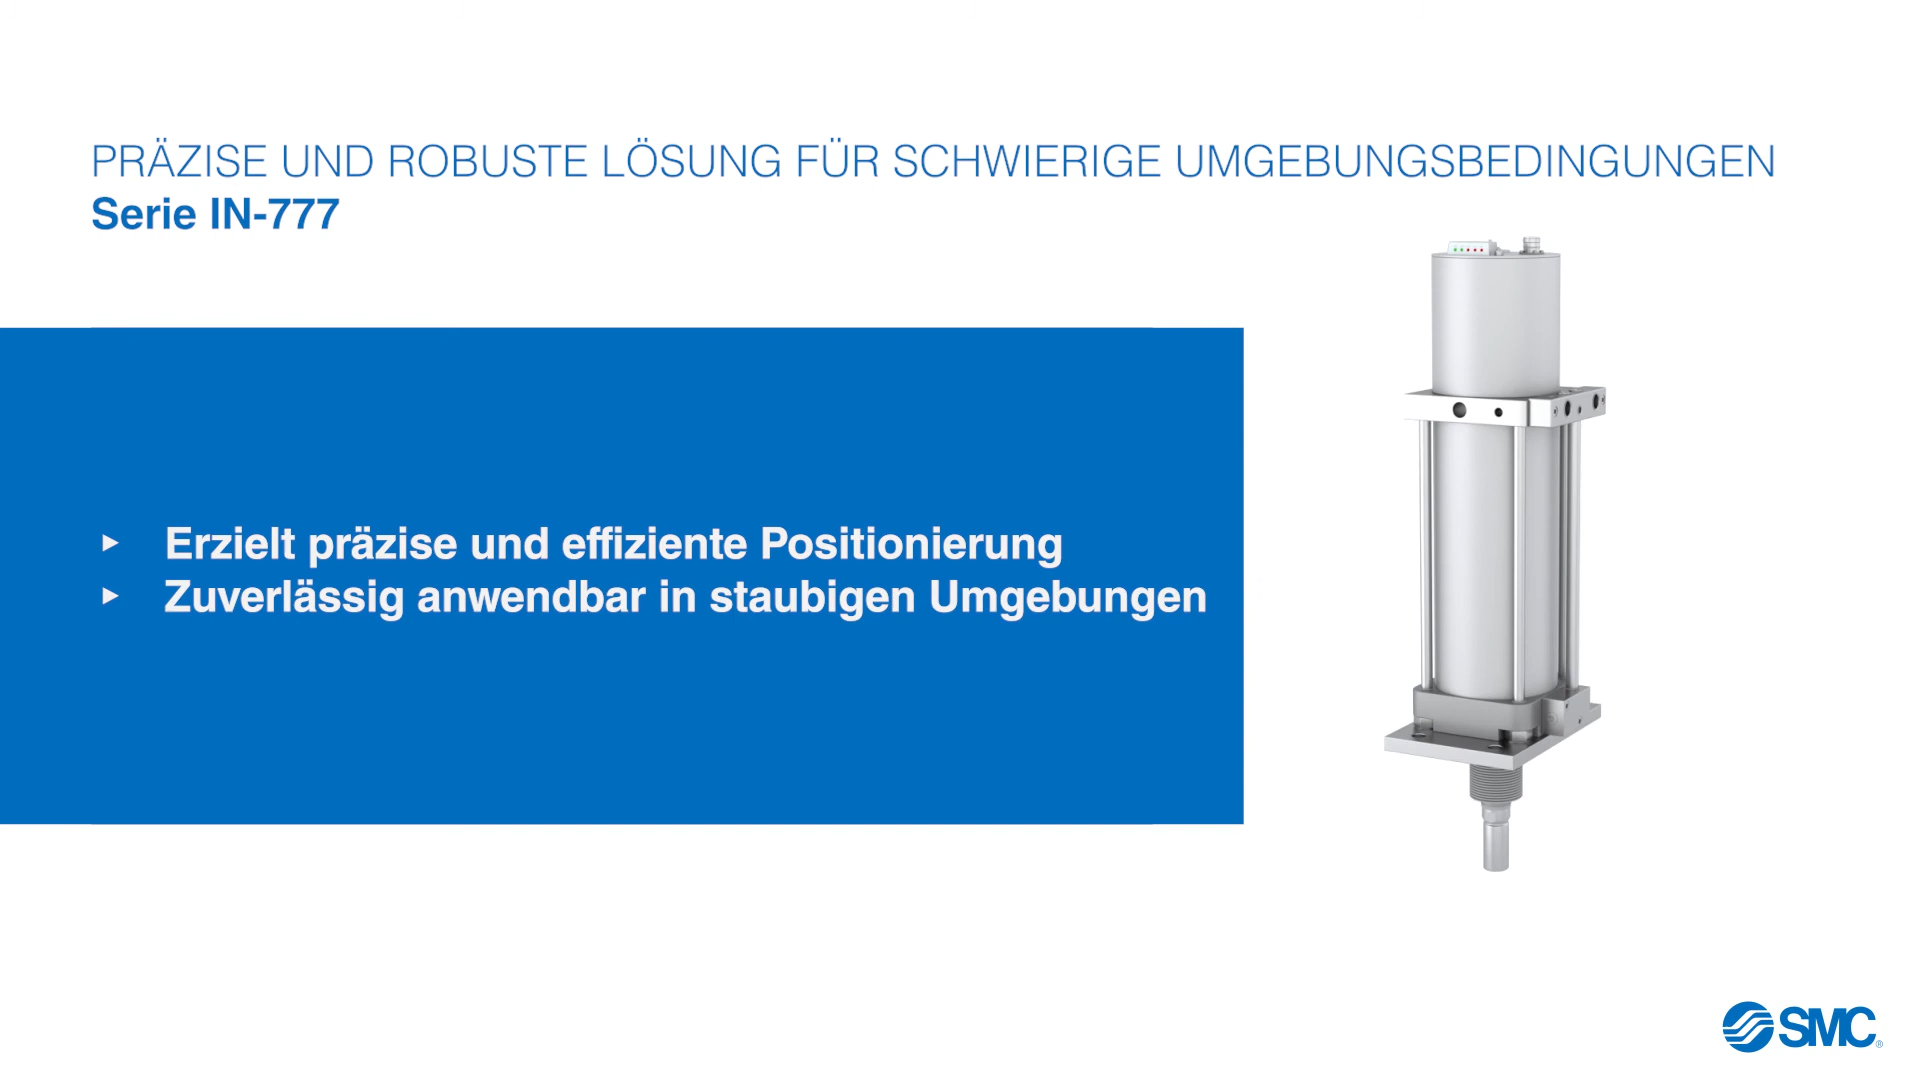 PRÄZISE UND ROBUSTE LÖSUNG FÜR SCHWIERIGE UMGEBUNGSBEDINGUNGEN
Serie IN-777
▸ Erzielt präzise und effiziente Positionierung
▸ Zuverlässig anwendbar in staubigen Umgebungen
SMC®